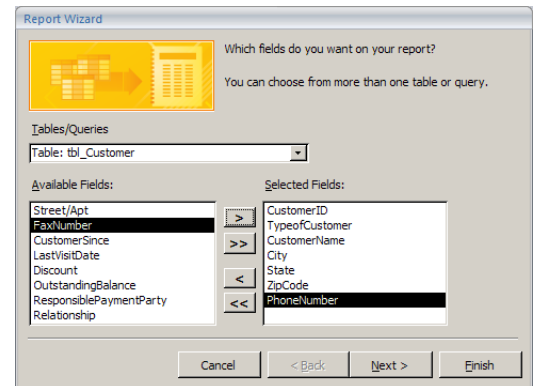 Report Wizard
Which fields do you want on your report?
You can choose from more than one table or query.
Tables/Queries
Table: tbl_Customer
Available Fields:
Selected Fields:
Street/Apt
FaxNumber
CustomerSince
LastVisitDate
Discount
OutstandingBalance
ResponsiblePaymentParty
Relationship
>
>>
<
<<
CustomerID
TypeofCustomer
CustomerName
City
State
ZipCode
PhoneNumber
Cancel
< Back
Next >
Finish